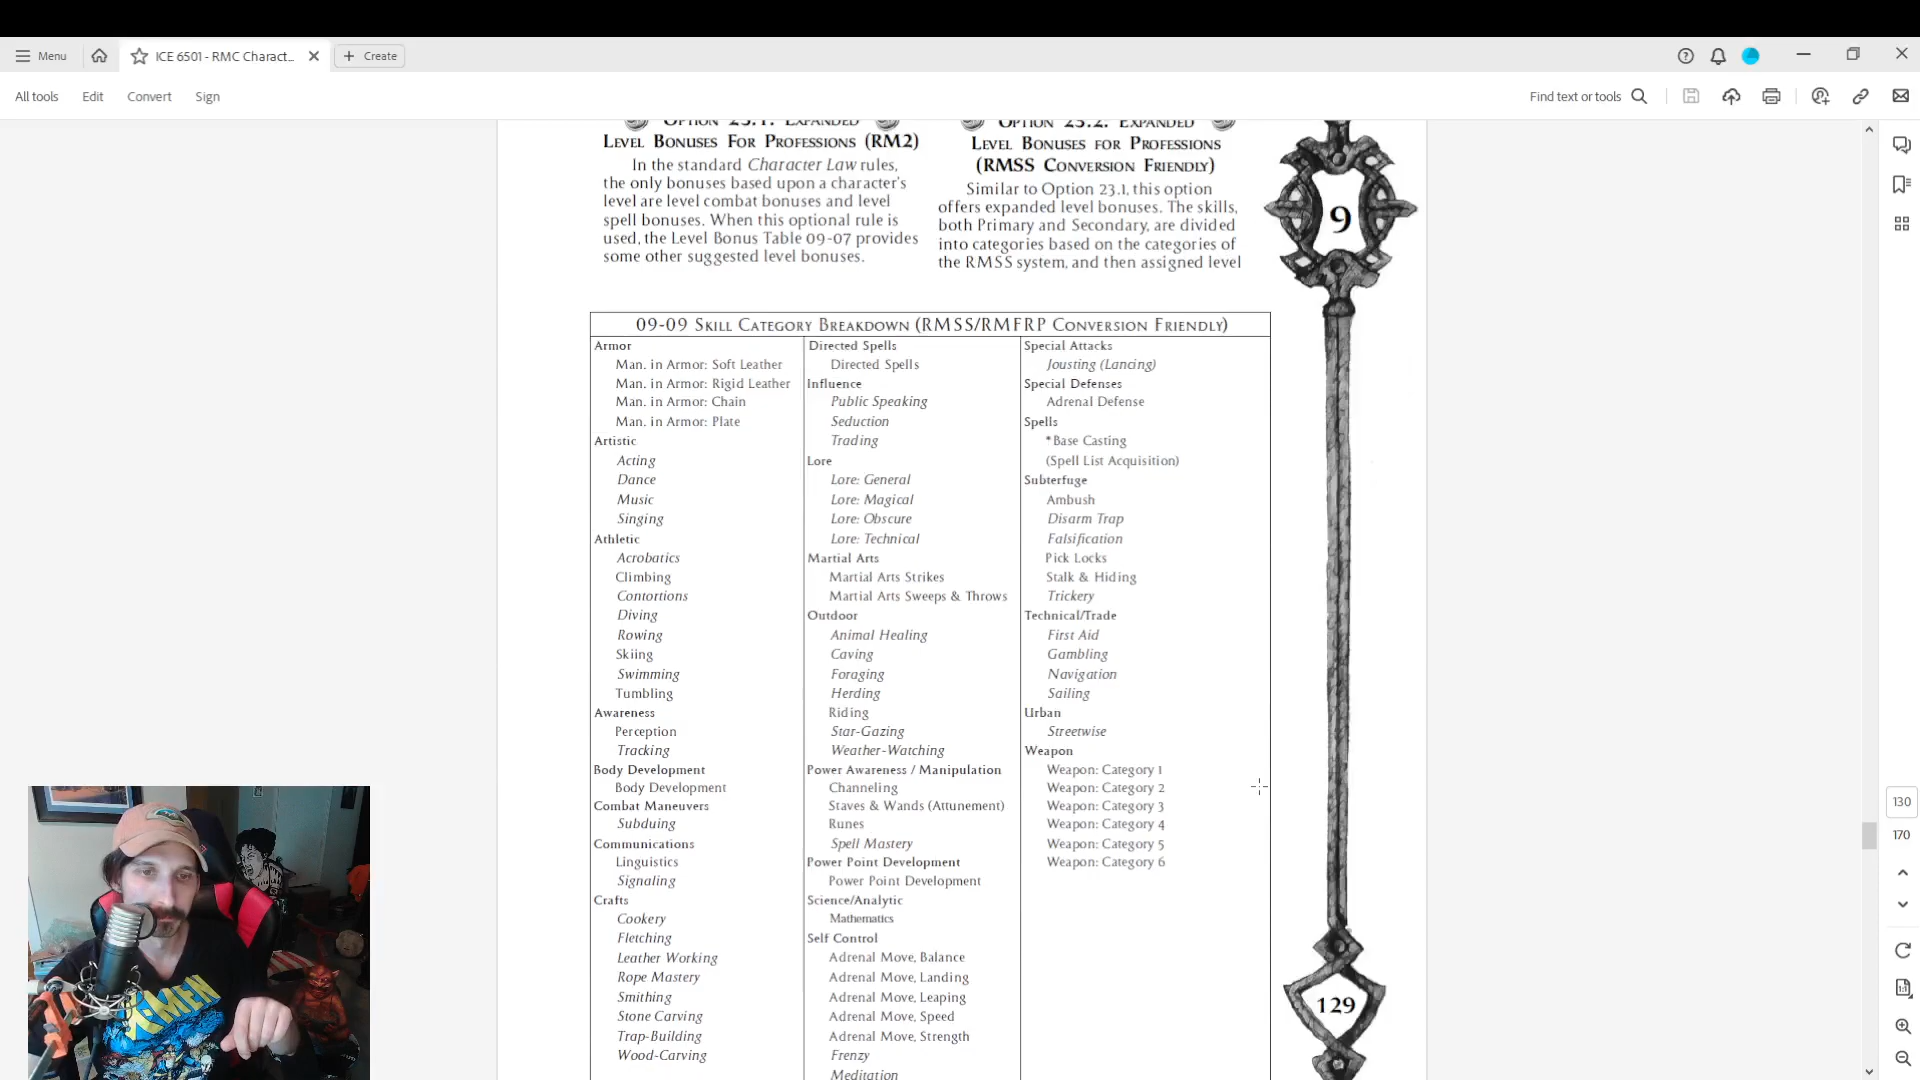 Menu
ICE 6501 - RMC Charact...
Create
All tools
Edit
Convert
Sign
Find text or tools
OPTION 23.1: EXPANDED
LEVEL BONUSES FOR PROFESSIONS (RM2)
In the standard Character Law rules,
the only bonuses based upon a character's
level are level combat bonuses and level
spell bonuses. When this optional rule is
used, the Level Bonus Table 09-07 provides
some other suggested level bonuses.
OPTION 23.2: EXPANDED
LEVEL BONUSES FOR PROFESSIONS
(RMSS CONVERSION FRIENDLY)
Similar to Option 23.1, this option
offers expanded level bonuses. The skills,
both Primary and Secondary, are divided
into categories based on the categories of
the RMSS system, and then assigned level
9
09-09 SKILL CATEGORY BREAKDOWN (RMSS/RMFRP CONVERSION FRIENDLY)
Armor
Man. in Armor: Soft Leather
Man. in Armor: Rigid Leather
Man. in Armor: Chain
Man. in Armor: Plate
Artistic
Acting
Dance
Music
Singing
Athletic
Acrobatics
Climbing
Contortions
Diving
Rowing
Skiing
Swimming
Tumbling
Awareness
Perception
Tracking
Body Development
Body Development
Combat Maneuvers
Subduing
Communications
Linguistics
Signaling
Crafts
Cookery
Fletching
Leather Working
Rope Mastery
Smithing
Stone Carving
Trap-Building
Wood-Carving
Directed Spells
Directed Spells
Influence
Public Speaking
Seduction
Trading
Lore
Lore: General
Lore: Magical
Lore: Obscure
Lore: Technical
Martial Arts
Martial Arts Strikes
Martial Arts Sweeps & Throws
Outdoor
Animal Healing
Caving
Foraging
Herding
Riding
Star-Gazing
Weather-Watching
Power Awareness / Manipulation
Channeling
Staves & Wands (Attunement)
Runes
Spell Mastery
Power Point Development
Power Point Development
Science/Analytic
Mathematics
Self Control
Adrenal Move, Balance
Adrenal Move, Landing
Adrenal Move, Leaping
Adrenal Move, Speed
Adrenal Move, Strength
Frenzy
Meditation
Special Attacks
Jousting (Lancing)
Special Defenses
Adrenal Defense
Spells
*Base Casting
(Spell List Acquisition)
Subterfuge
Ambush
Disarm Trap
Falsification
Pick Locks
Stalk & Hiding
Trickery
Technical/Trade
First Aid
Gambling
Navigation
Sailing
Urban
Streetwise
Weapon
Weapon: Category 1
Weapon: Category 2
Weapon: Category 3
Weapon: Category 4
Weapon: Category 5
Weapon: Category 6
129
130
170
X-MEN